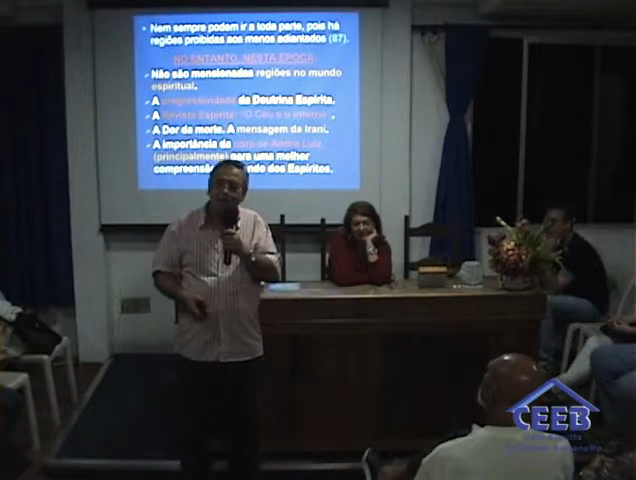 • Nem sempre podem ir a toda parte, pois há
regiões proibidas aos menos adiantados (87).
NO ENTANTO, NESTA ÉPOCA:
Não são mencionadas regiões no mundo
espiritual.
A progressividade da Doutrina Espírita.
A Revista Espírita. "O Céu e o Inferno".
A Dor da morte. A mensagem da Irani.
A importância da obra de André Luiz
(principalmente) para uma melhor
compreensão do mundo dos Espíritos.
CEEB